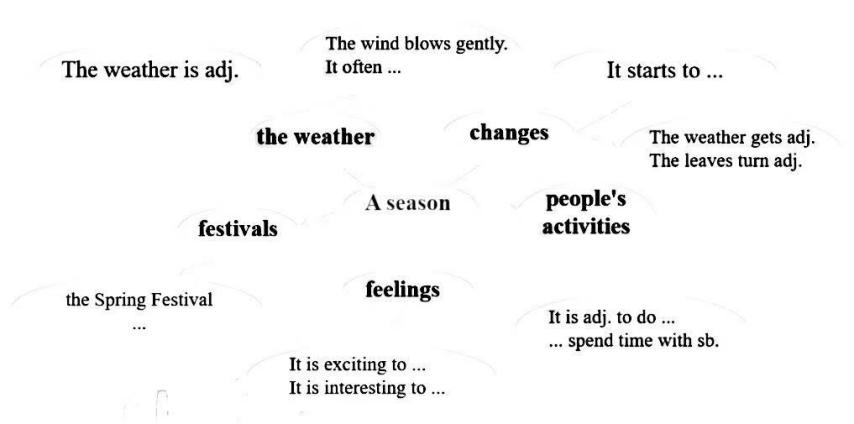 The wind blows gently.
It often ...
The weather is adj.
It starts to ...
the weather
changes
The weather gets adj.
The leaves turn adj.
A season
people's
activities
festivals
feelings
the Spring Festival
...
It is adj. to do ...
... spend time with sb.
It is exciting to ...
It is interesting to ...